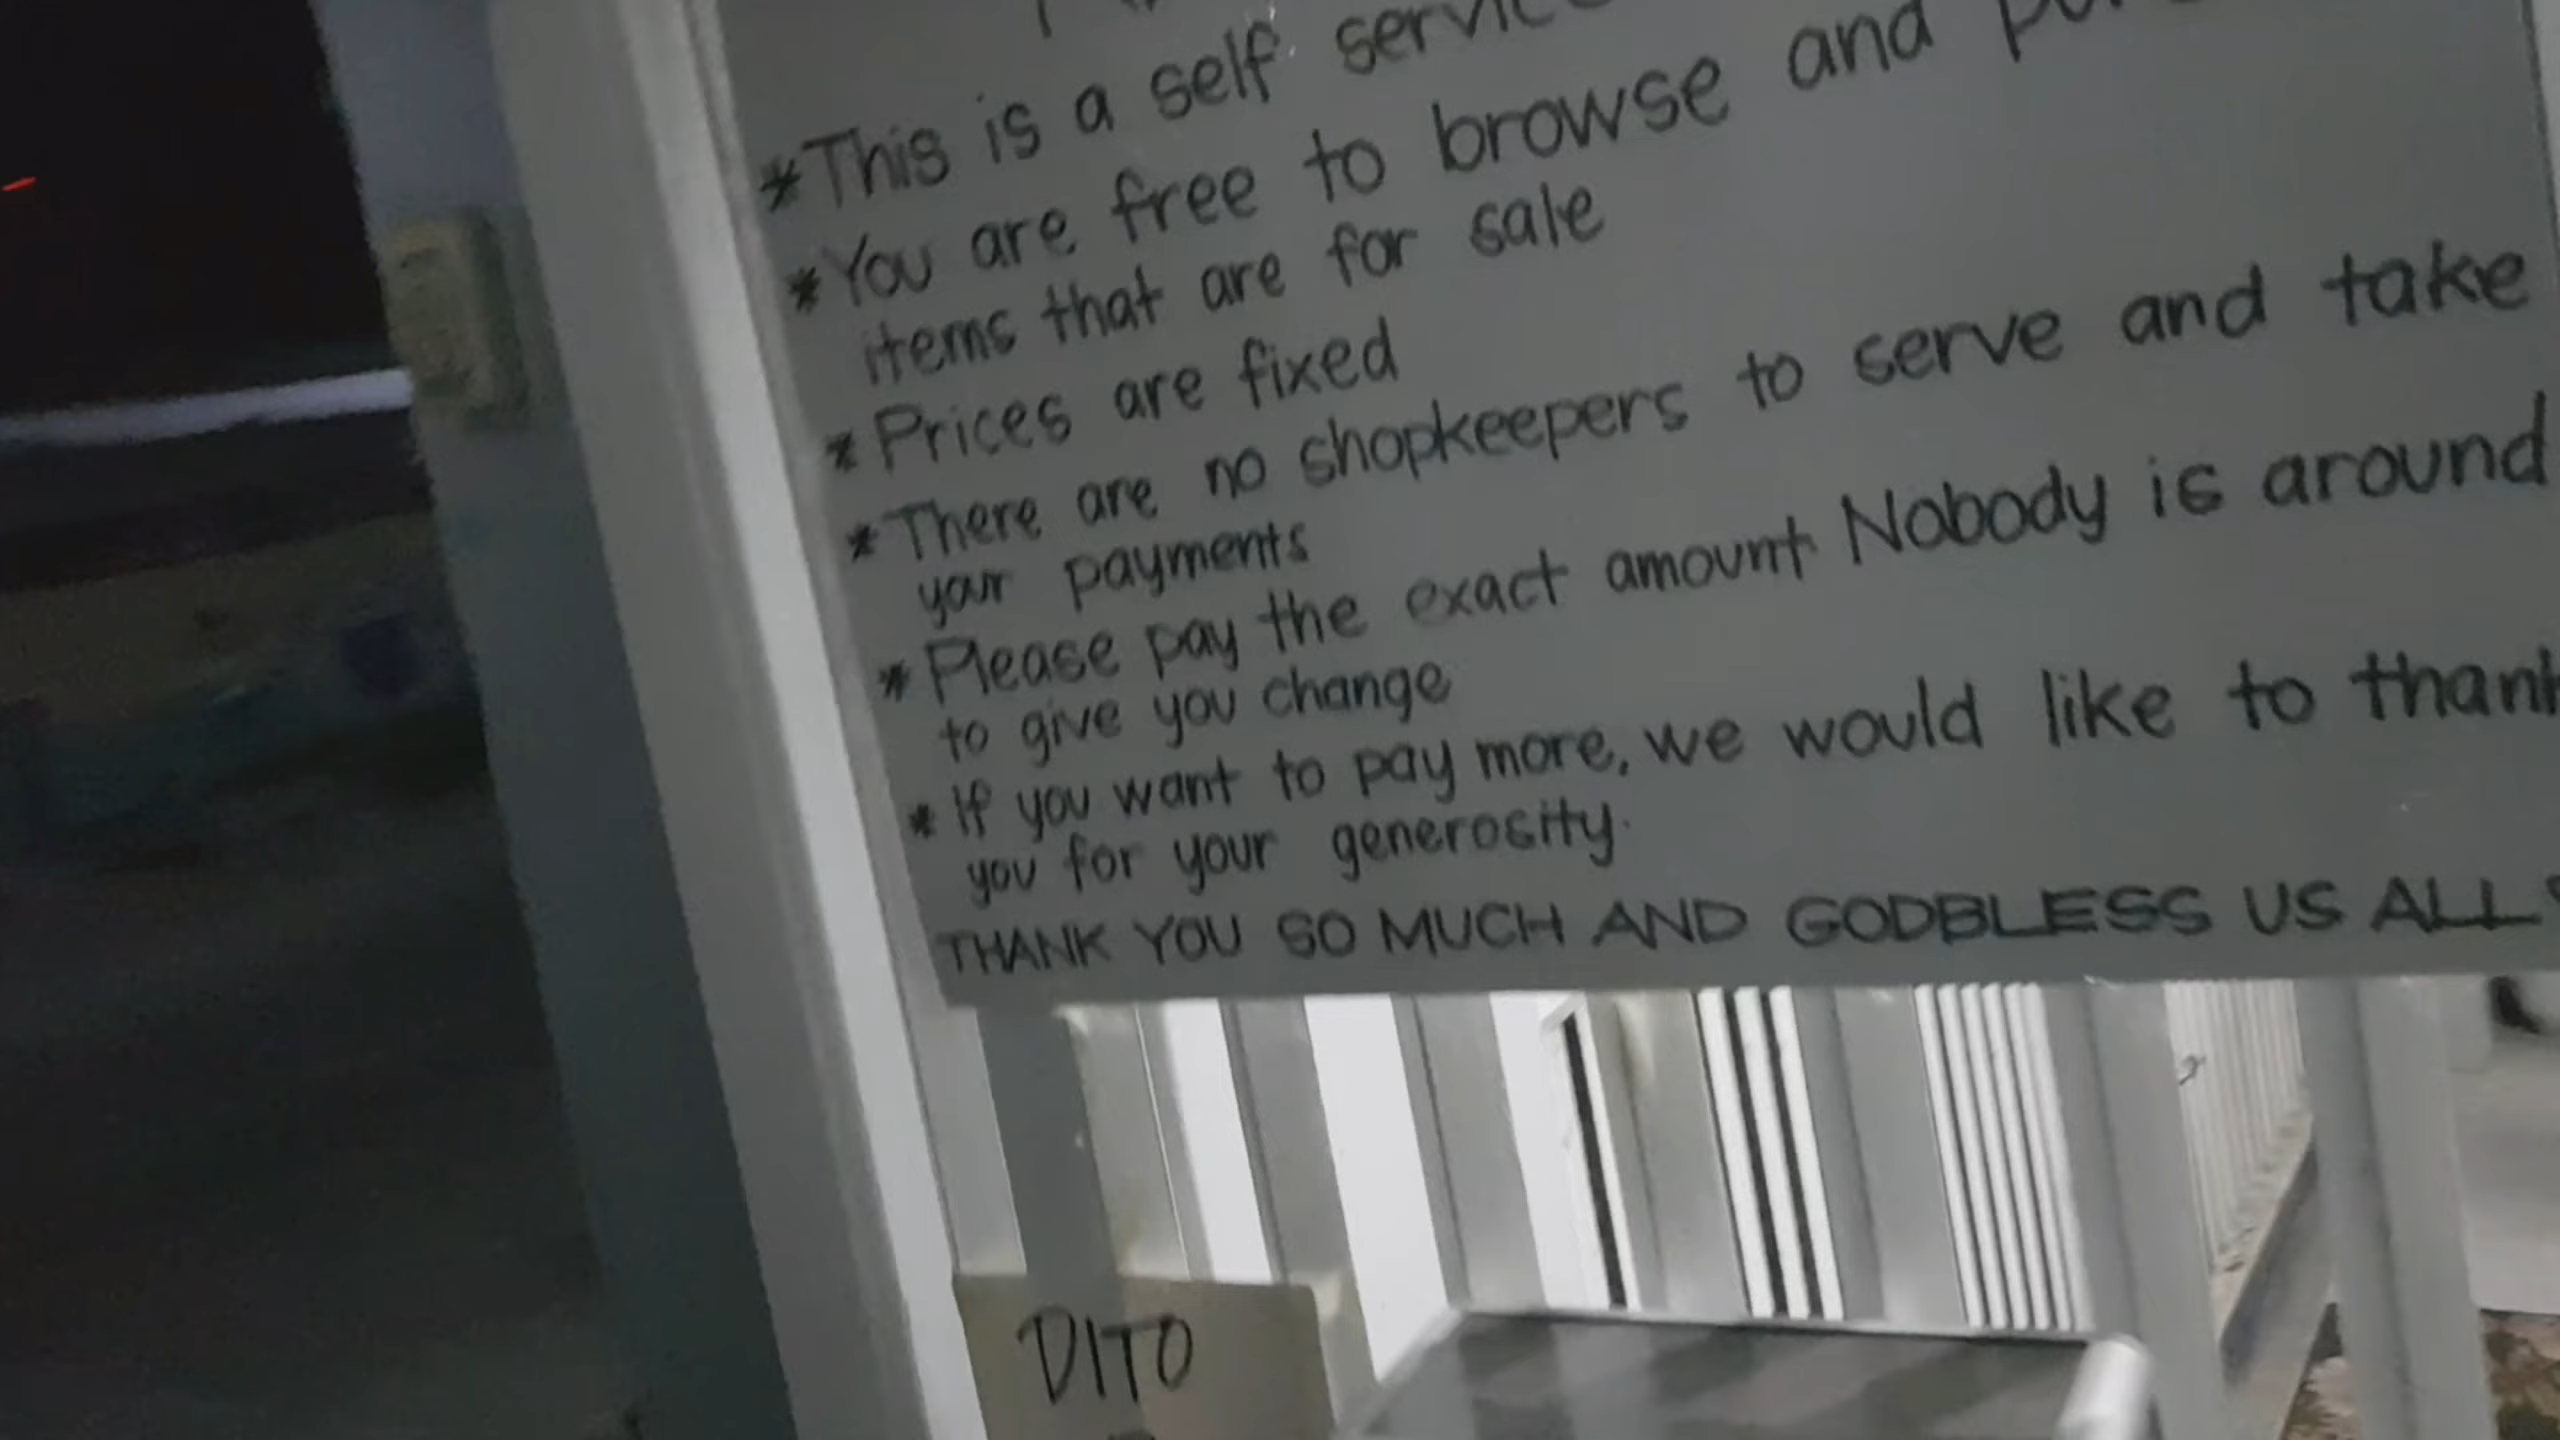 *This is a self service
*You are free to browse and
items that are for sale
*Prices are fixed
*There are no shopkeepers to serve and take
your payments
*Please pay the exact amount Nobody is around
to give you change
*If you want to pay more, we would like to thank
you for your generosity.
THANK YOU SO MUCH AND GODBLESS US ALL
DITO